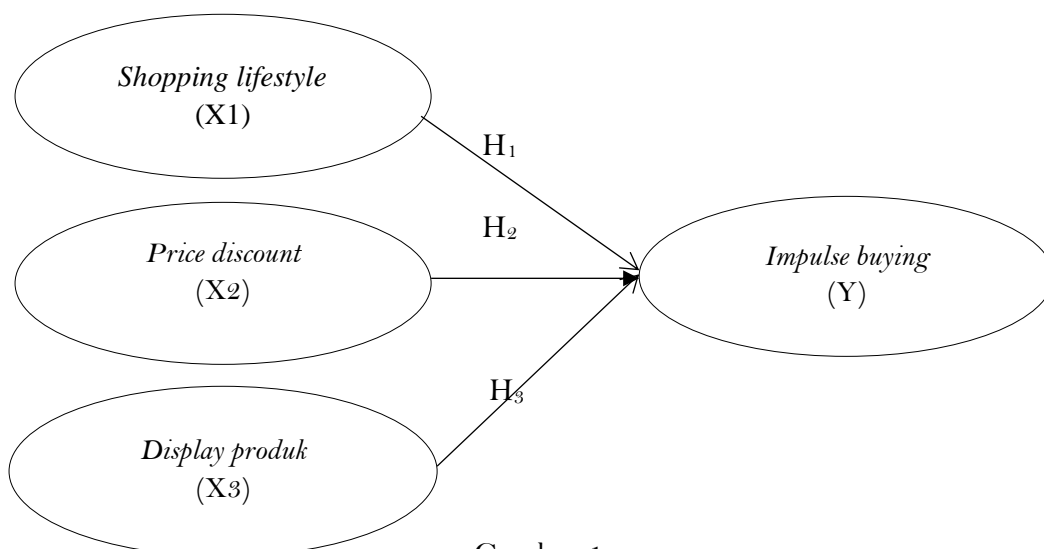 Shopping lifestyle
(X1)
H₁
H₂
Price discount
(X2)
Impulse buying
(Y)
H₃
Display produk
(X3)